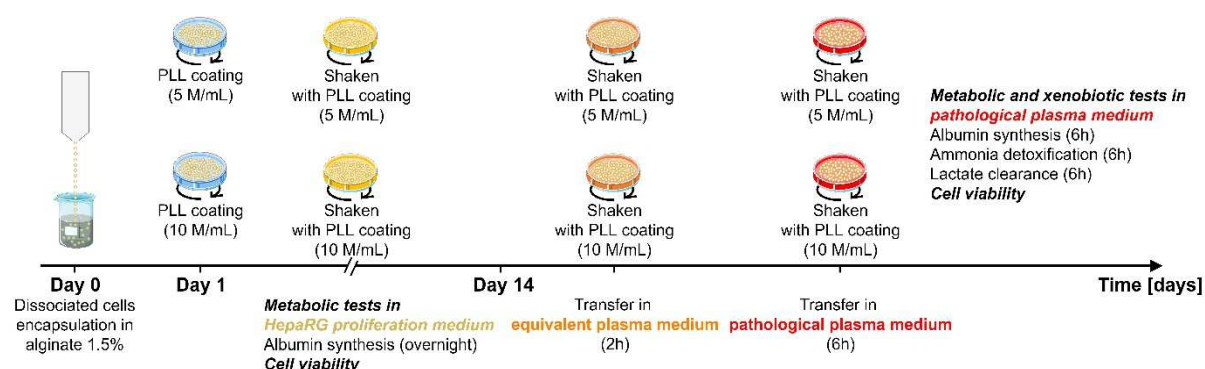 PLL coating
(5 M/mL)
Shaken
with PLL coating
(5 M/mL)
Shaken
with PLL coating
(5 M/mL)
Shaken
with PLL coating
(5 M/mL)
PLL coating
(10 M/mL)
Shaken
with PLL coating
(10 M/mL)
Shaken
with PLL coating
(10 M/mL)
Shaken
with PLL coating
(10 M/mL)
Metabolic and xenobiotic tests in
pathological plasma medium
Albumin synthesis (6h)
Ammonia detoxification (6h)
Lactate clearance (6h)
Cell viability
Day 0
Day 1
Day 14
Time [days]
Dissociated cells
encapsulation in
alginate 1.5%
Metabolic tests in
HepaRG proliferation medium
Albumin synthesis (overnight)
Cell viability
Transfer in
equivalent plasma medium
(2h)
Transfer in
pathological plasma medium
(6h)